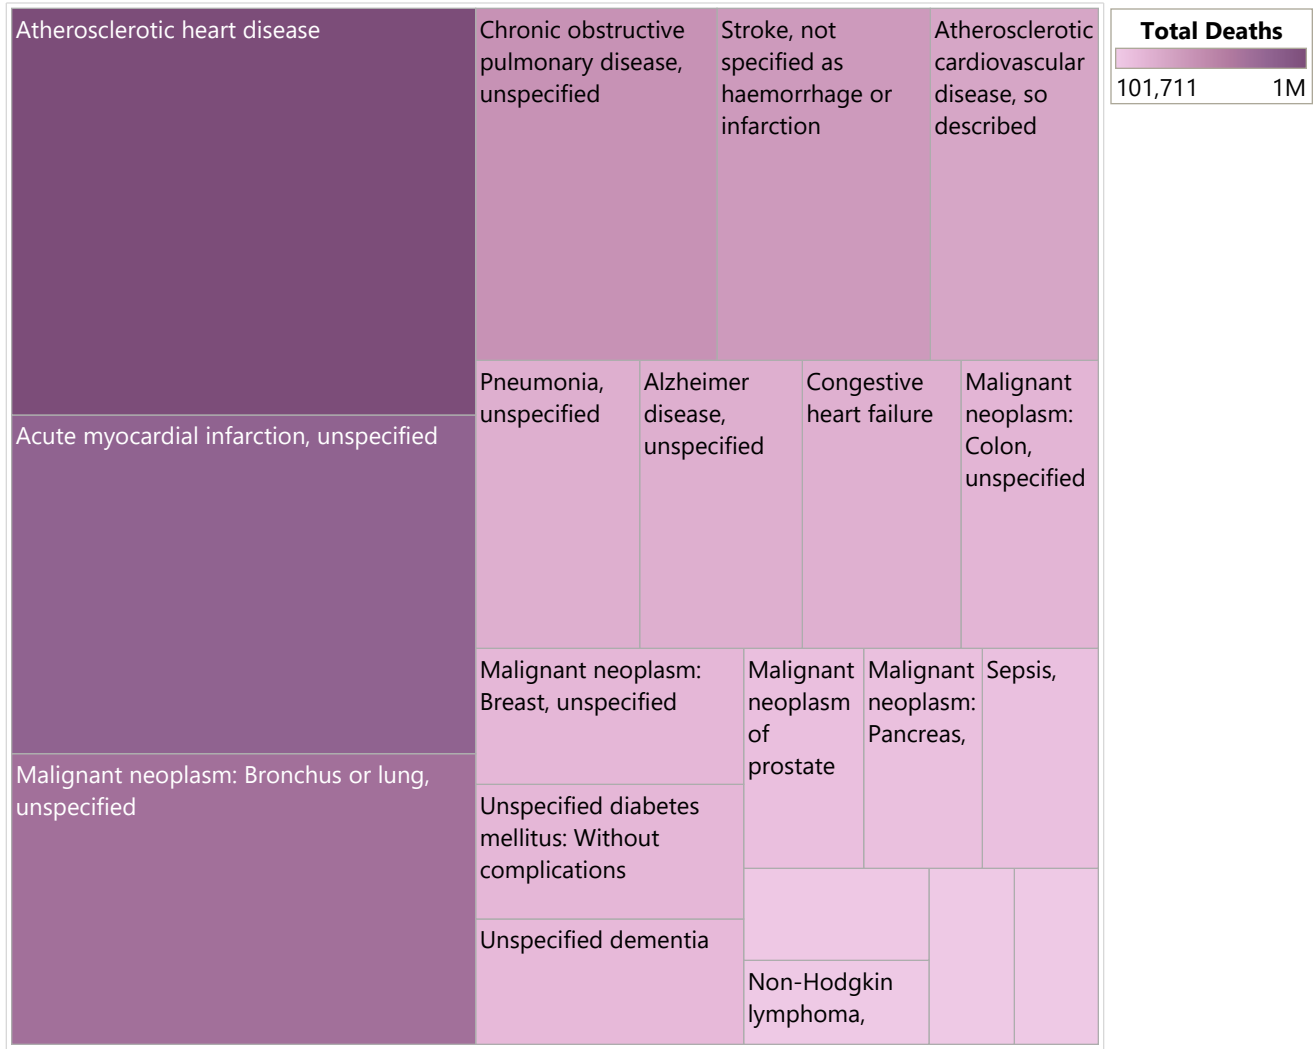 Atherosclerotic heart disease
Acute myocardial infarction, unspecified
Malignant neoplasm: Bronchus or lung,
unspecified
Chronic obstructive
pulmonary disease,
unspecified
Stroke, not
specified as
haemorrhage or
infarction
Atherosclerotic
cardiovascular
disease, so
described
Pneumonia,
unspecified
Alzheimer
disease,
unspecified
Congestive
heart failure
Malignant
neoplasm:
Colon,
unspecified
Malignant neoplasm:
Breast, unspecified
Unspecified diabetes
mellitus: Without
complications
Unspecified dementia
Malignant
neoplasm
of
prostate
Malignant
neoplasm:
Pancreas,
Sepsis,
Non-Hodgkin
lymphoma,
Total Deaths
101,711 1M